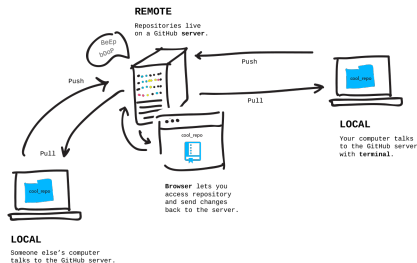 REMOTE
Repositories live
on a GitHub server.
BeEp
bOoP
Push
Pull
Push
Pull
cool_repo
cool_repo
cool_repo
LOCAL
Your computer talks
to the GitHub server
with terminal.
Browser lets you
access repository
and send changes
back to the server.
LOCAL
Someone else's computer
talks to the GitHub server.